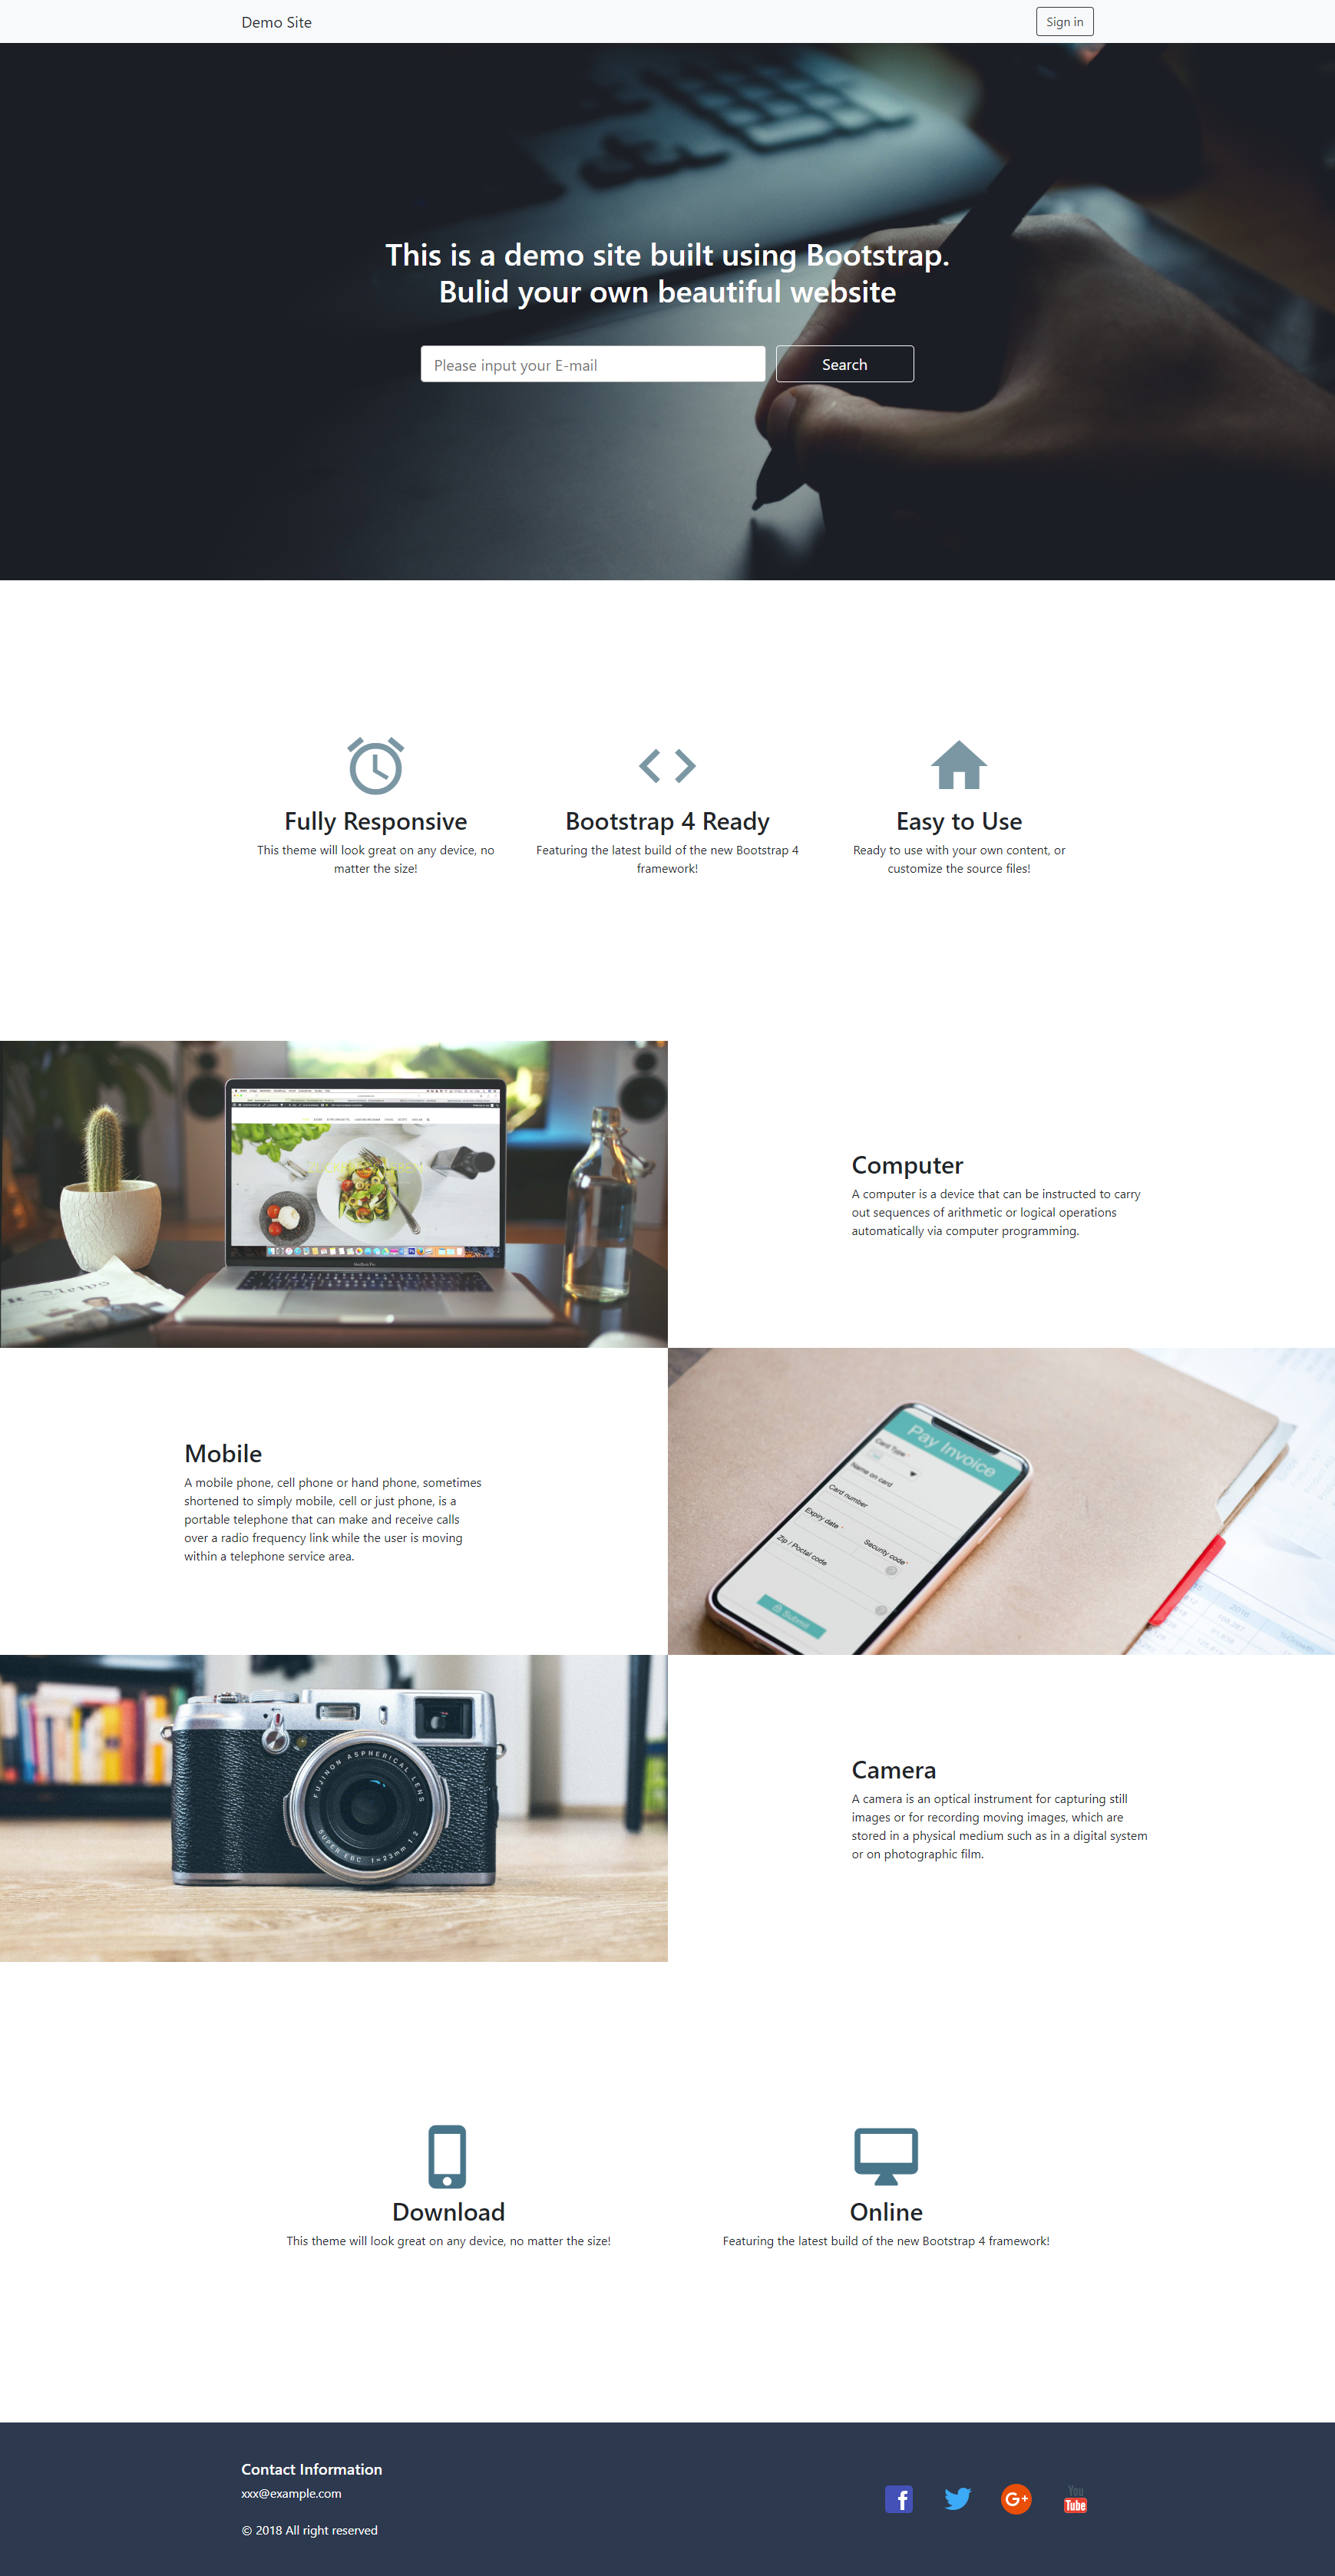 Demo Site
Sign in
This is a demo site built using Bootstrap.
Bulid your own beautiful website
Please input your E-mail
Search
Fully Responsive
This theme will look great on any device, no
matter the size!
Bootstrap 4 Ready
Featuring the latest build of the new Bootstrap 4
framework!
Easy to Use
Ready to use with your own content, or
customize the source files!
MacBook Pro
Computer
A computer is a device that can be instructed to carry
out sequences of arithmetic or logical operations
automatically via computer programming.
Mobile
A mobile phone, cell phone or hand phone, sometimes
shortened to simply mobile, cell or just phone, is a
portable telephone that can make and receive calls
over a radio frequency link while the user is moving
within a telephone service area.
Pay Invoice
Card Type
Name on card
Card number
Expiry date
Security code
Zip / Poctal code
Submit
2016
FUJINON ASPHERICAL LENS
SUPER EBC f=23mm 1:2
Camera
A camera is an optical instrument for capturing still
images or for recording moving images, which are
stored in a physical medium such as in a digital system
or on photographic film.
Download
This theme will look great on any device, no matter the size!
Online
Featuring the latest build of the new Bootstrap 4 framework!
Contact Information
xxx@example.com
© 2018 All right reserved
f
G+
You
Tube